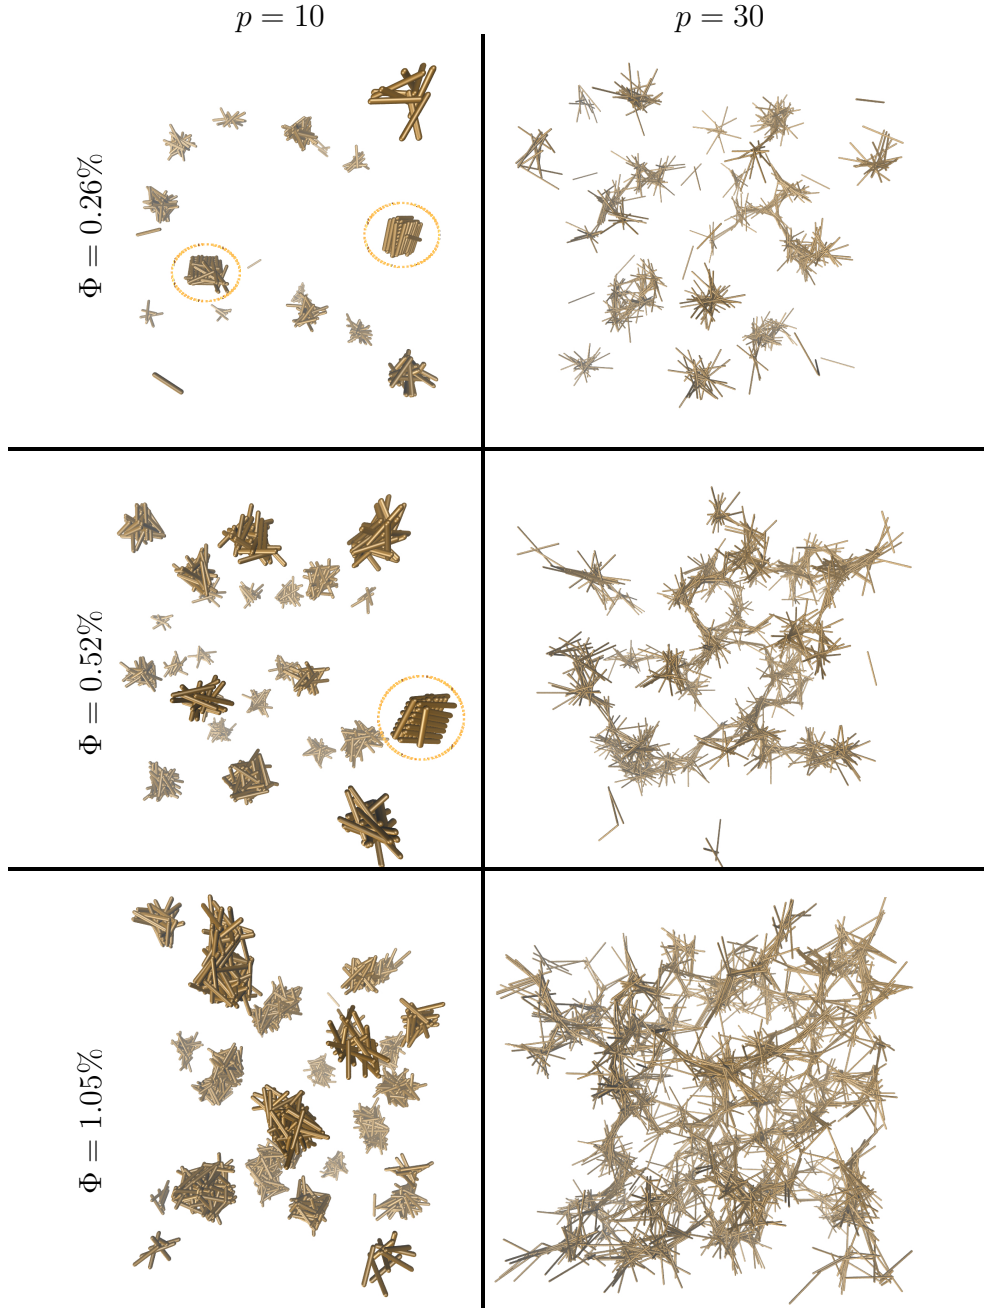 p = 10
p = 30
Φ = 0.26%
Φ = 0.52%
Φ = 1.05%